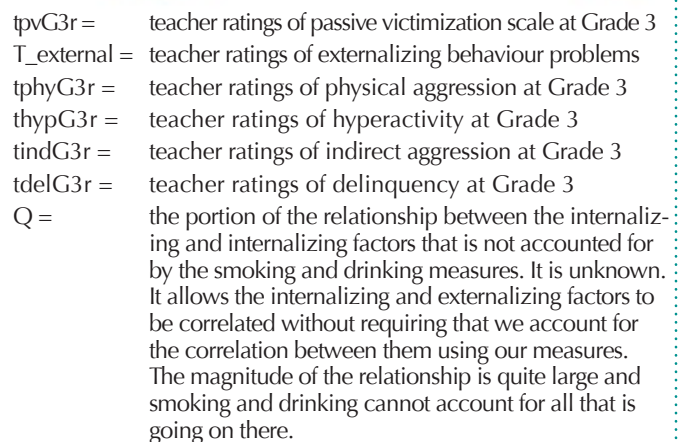 tpvG3r = teacher ratings of passive victimization scale at Grade 3
T_external = teacher ratings of externalizing behaviour problems
tphyG3r = teacher ratings of physical aggression at Grade 3
thypG3r = teacher ratings of hyperactivity at Grade 3
tindG3r = teacher ratings of indirect aggression at Grade 3
tdelG3r = teacher ratings of delinquency at Grade 3
Q = the portion of the relationship between the internaliz-
ing and internalizing factors that is not accounted for
by the smoking and drinking measures. It is unknown.
It allows the internalizing and externalizing factors to
be correlated without requiring that we account for
the correlation between them using our measures.
The magnitude of the relationship is quite large and
smoking and drinking cannot account for all that is
going on there.